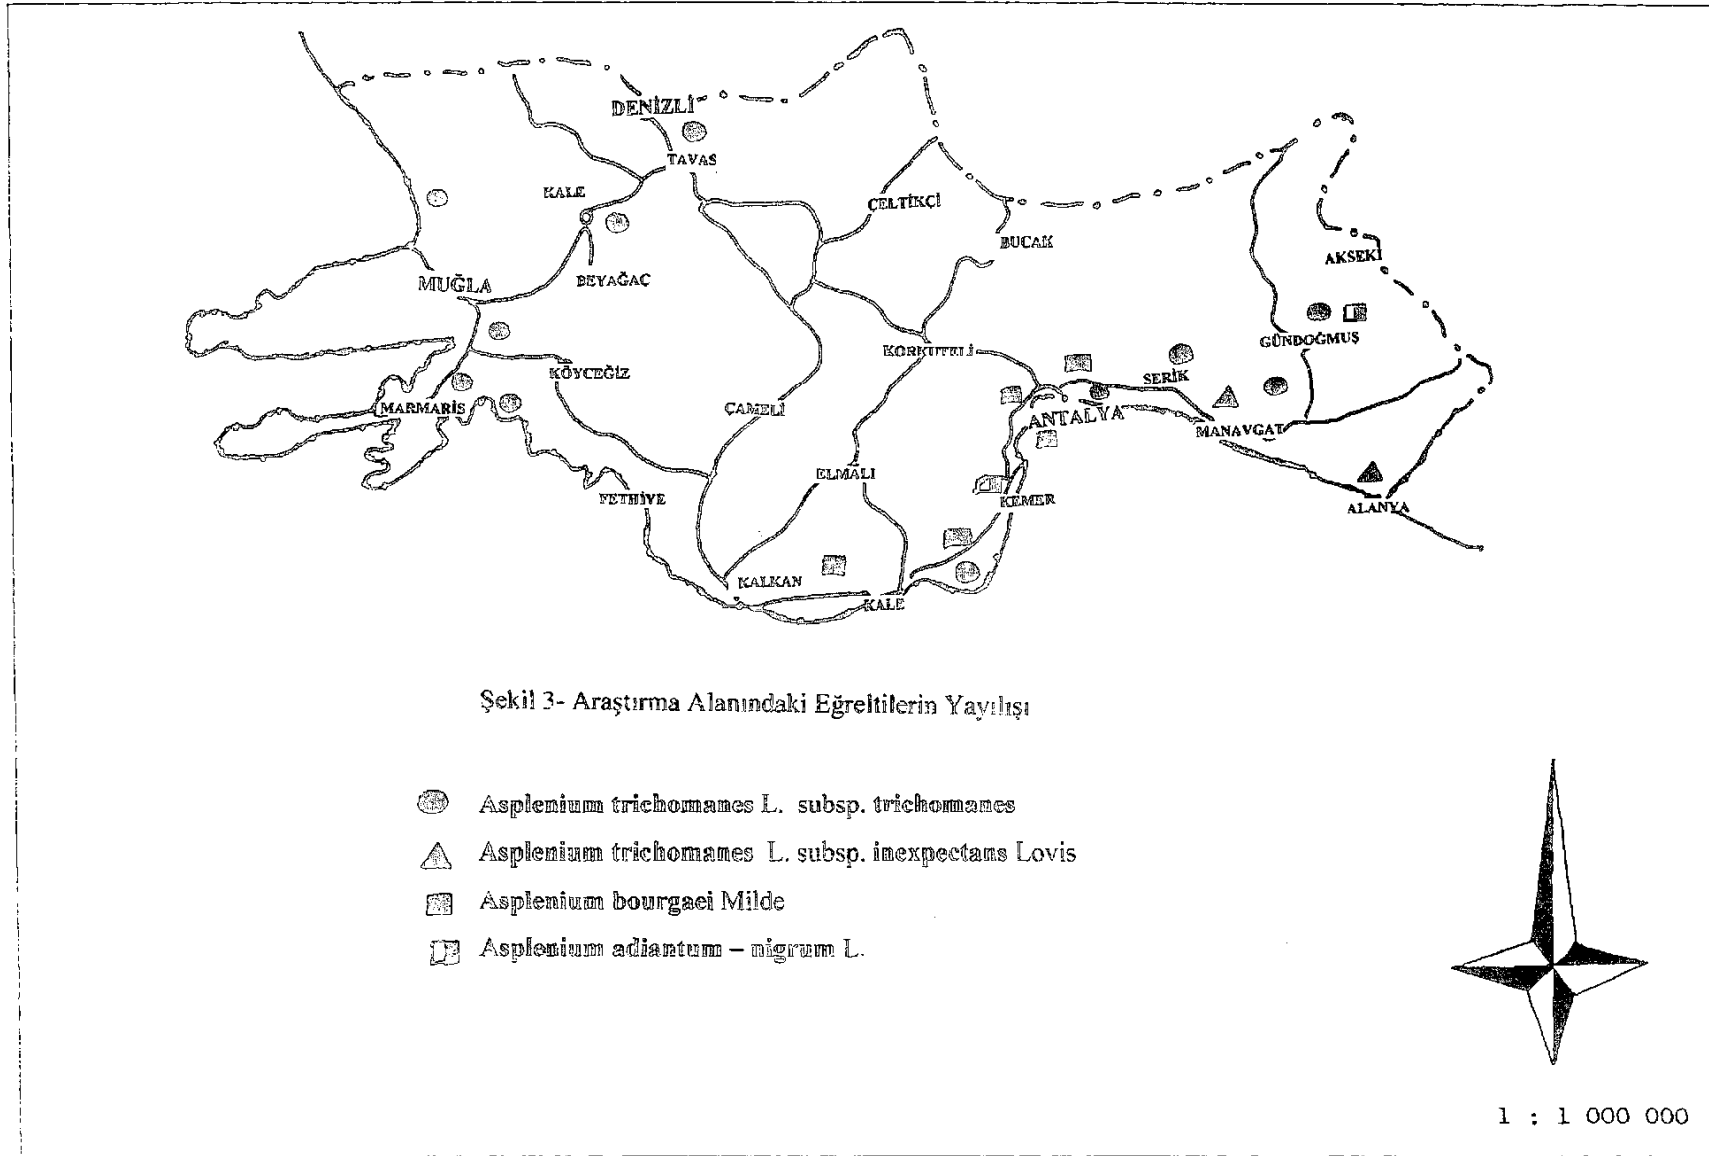 DENİZLİ
TAVAS
KALE
ÇELTİKÇİ
BUCAK
AKSEKİ
MUĞLA
BEYAĞAÇ
GÜNDOĞMUŞ
KORKUTELİ
KÖYCEĞİZ
SERİK
MARMARİS
ÇAMELİ
ANTALYA
MANAVGAT
ELMALI
FETHİYE
KEMER
ALANYA
KALKAN
KALE
Şekil 3- Araştırma Alanındaki Eğreltilerin Yayılışı
Asplenium trichomanes L. subsp. trichomanes
Asplenium trichomanes L. subsp. inexpectans Lovis
Asplenium bourgaei Milde
Asplenium adiantum – nigrum L.
1 : 1 000 000